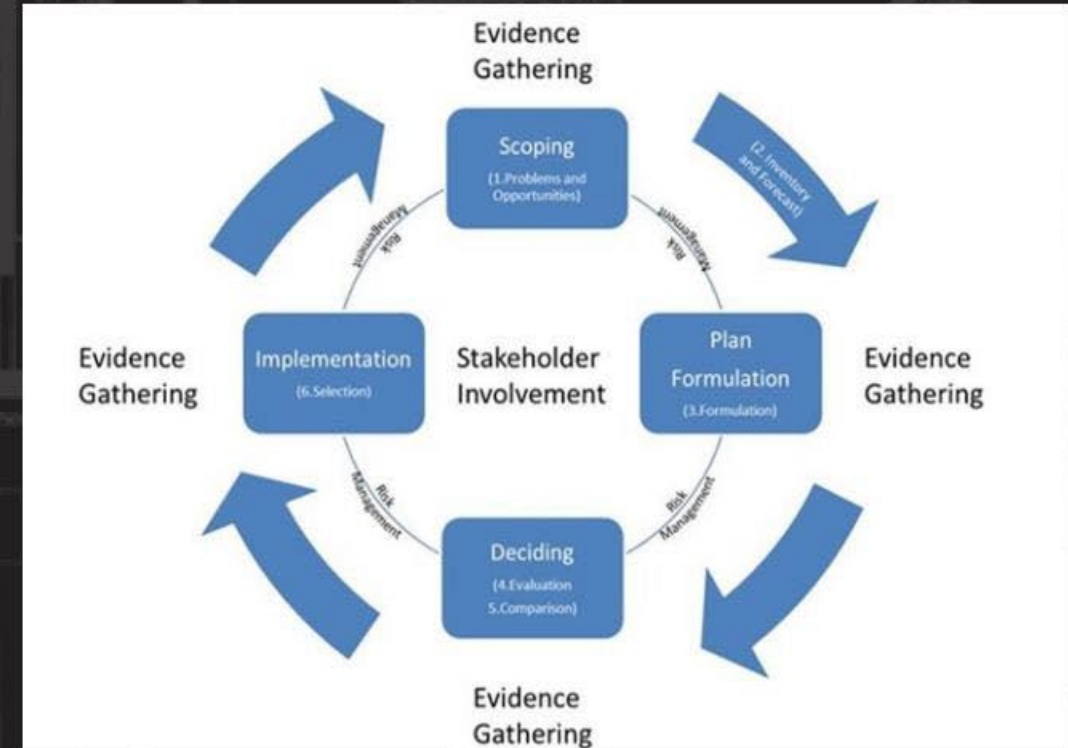 Evidence
Gathering
Scoping
(1.Problems and
Opportunities)
(2. Inventory
and Forecast)
Risk
Management
Risk
Management
Evidence
Gathering
Implementation
(6.Selection)
Stakeholder
Involvement
Plan
Formulation
(3.Formulation)
Evidence
Gathering
Risk
Management
Risk
Management
Deciding
(4.Evaluation
5.Comparison)
Evidence
Gathering